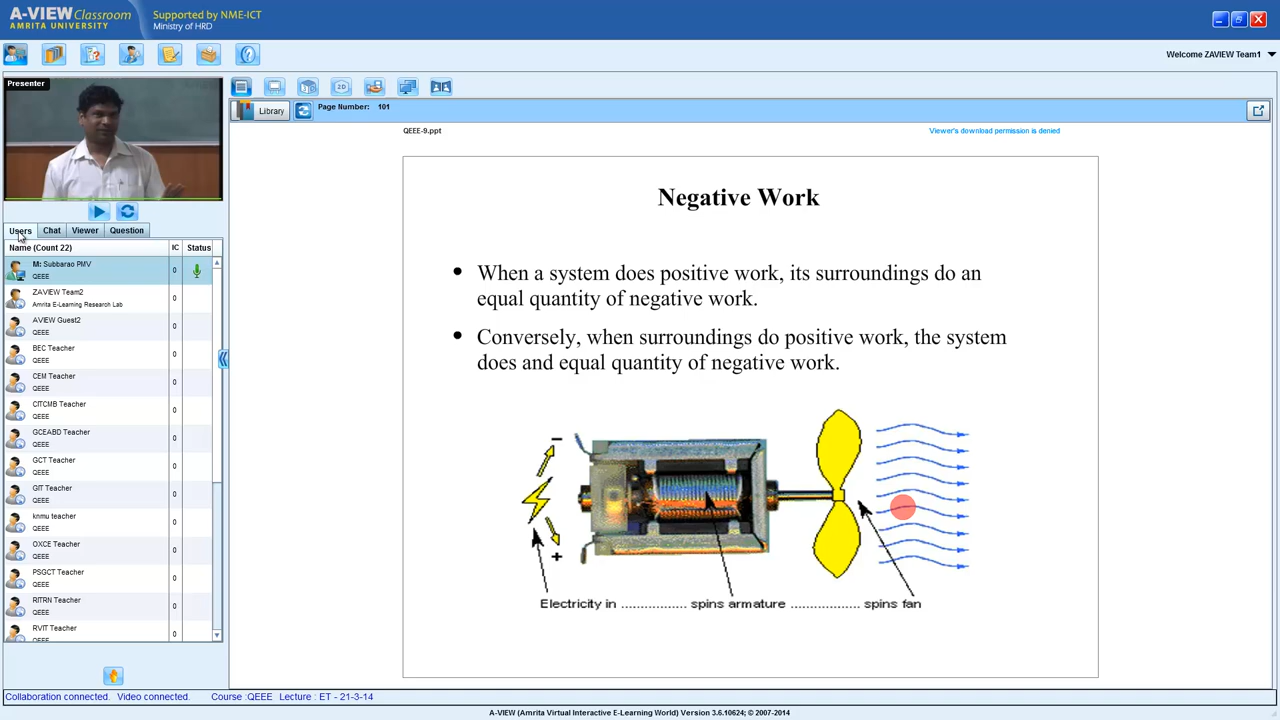 A-VIEW Classroom
AMRITA UNIVERSITY
Supported by NME-ICT
Ministry of HRD
Welcome ZAVIEW Team1
Presenter
2D
Library
Page Number: 101
QEEE-9.ppt
Viewer's download permission is denied
Users Chat Viewer Question
Name (Count 22) IC Status
M: Subbarao PMV
QEEE
0
ZAVIEW Team2
Amrita E-Learning Research Lab
0
AVIEW Guest2
QEEE
0
BEC Teacher
QEEE
0
CEM Teacher
QEEE
0
CITCMB Teacher
QEEE
0
GCEABD Teacher
QEEE
0
GCT Teacher
QEEE
0
GIT Teacher
QEEE
0
knmu teacher
QEEE
0
OXCE Teacher
QEEE
0
PSGCT Teacher
QEEE
0
RITRN Teacher
QEEE
0
RVIT Teacher
QEEE
0
Negative Work
• When a system does positive work, its surroundings do an
equal quantity of negative work.
• Conversely, when surroundings do positive work, the system
does and equal quantity of negative work.
−
+
Electricity in ................ spins armature ................. spins fan
Collaboration connected. Video connected. Course :QEEE Lecture : ET - 21-3-14
A-VIEW (Amrita Virtual Interactive E-Learning World) Version 3.6.10624; © 2007-2014